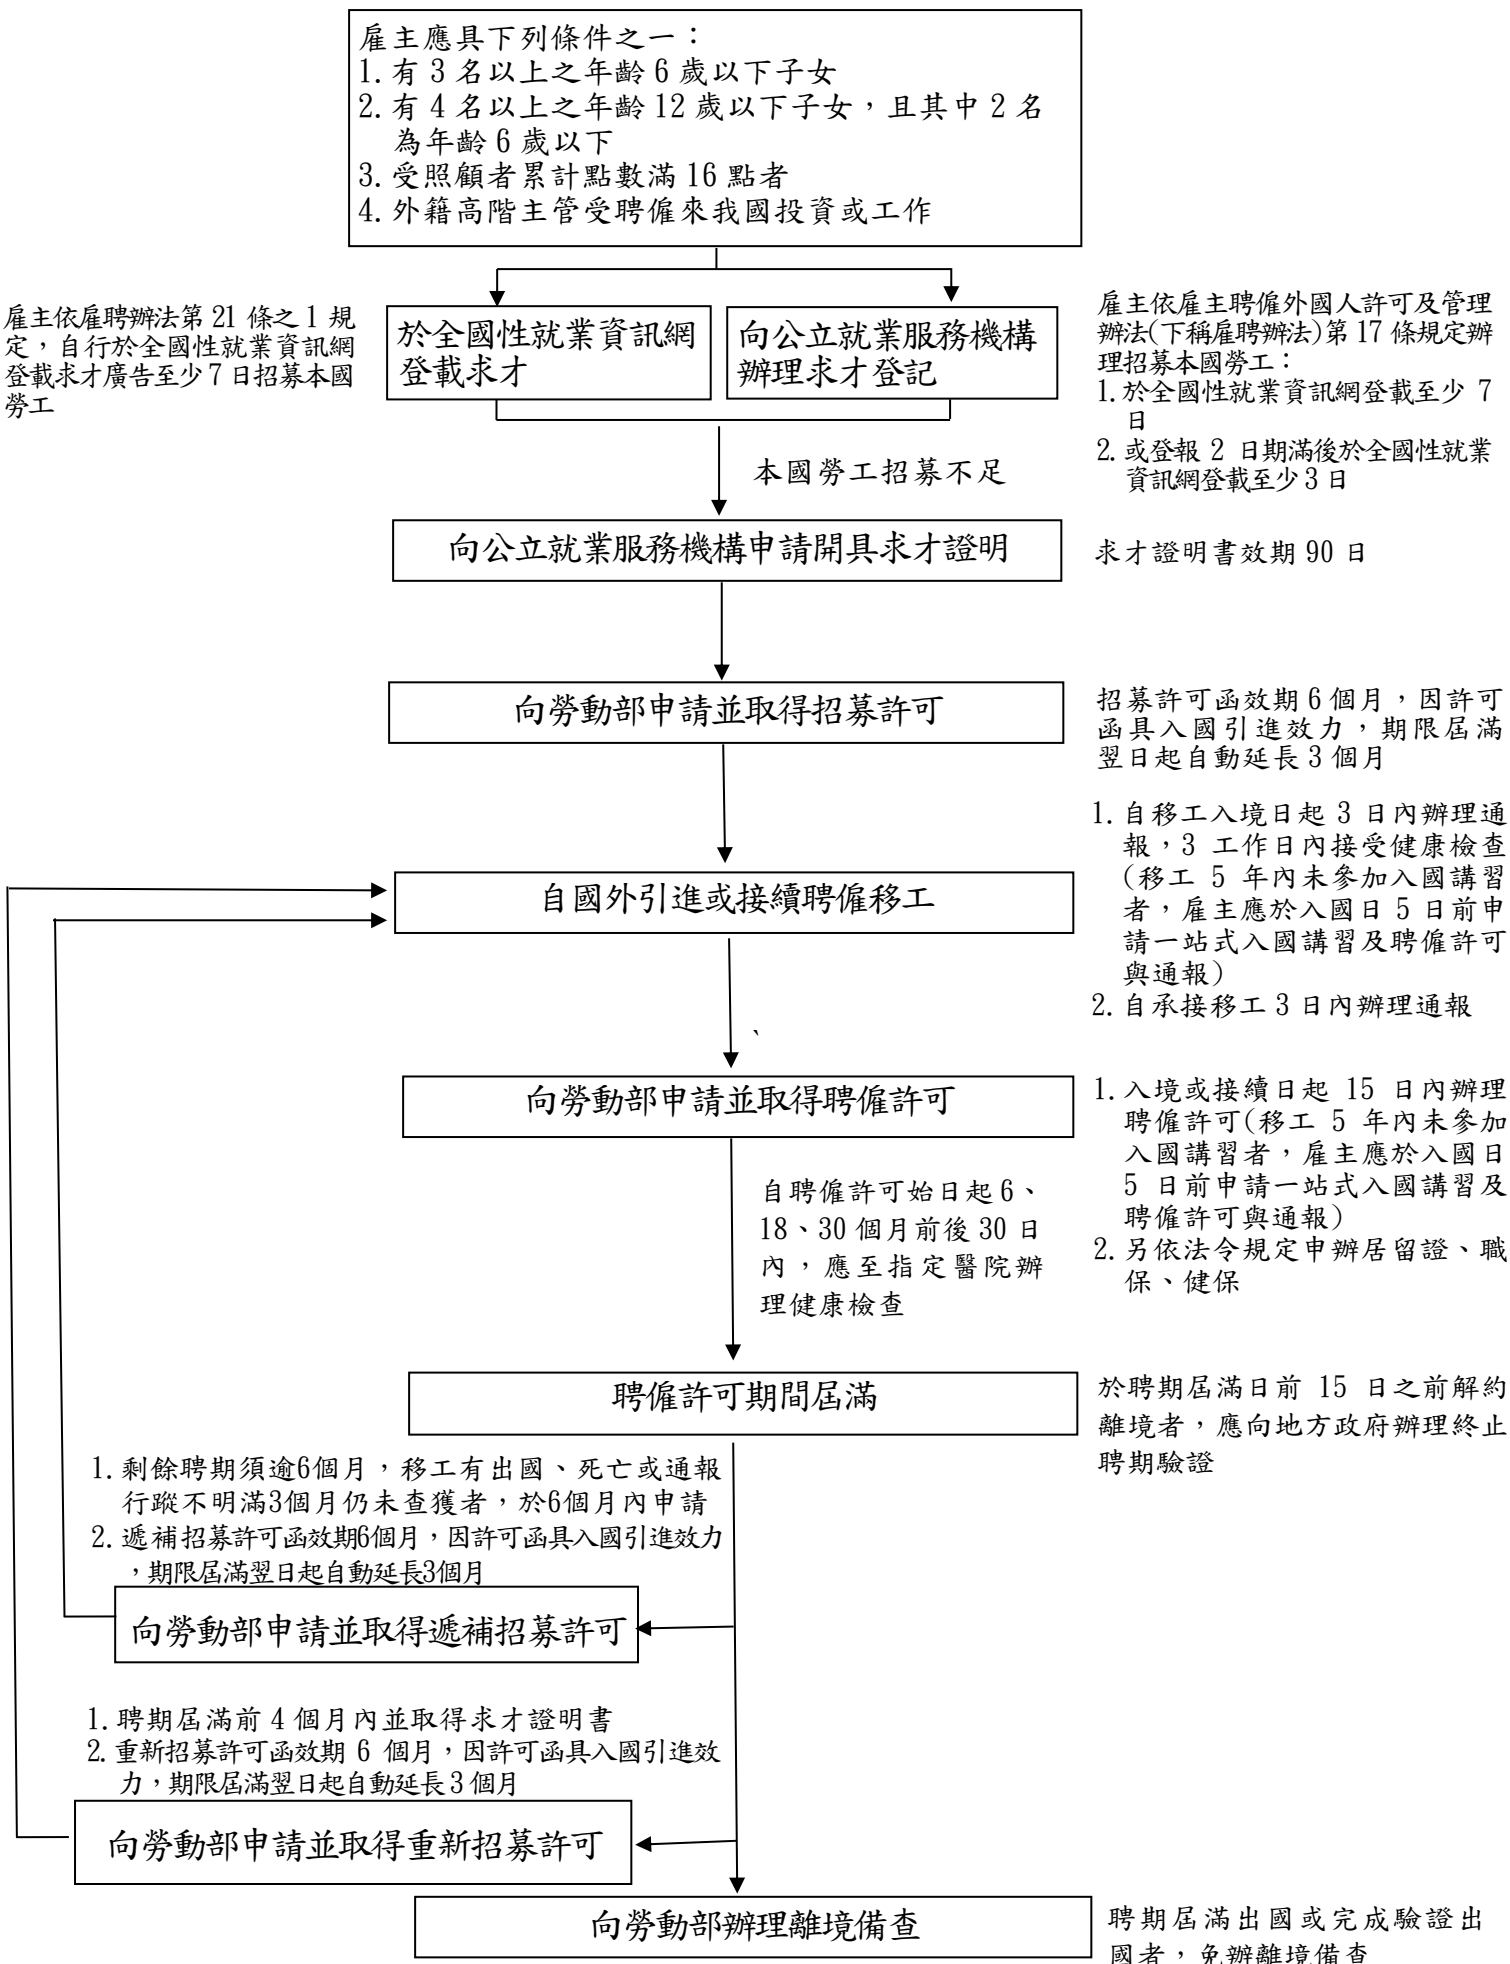 雇主應具下列條件之一：
1. 有 3 名以上之年齡 6 歲以下子女
2. 有 4 名以上之年齡 12 歲以下子女，且其中 2 名
為年齡 6 歲以下
3. 受照顧者累計點數滿 16 點者
4. 外籍高階主管受聘僱來我國投資或工作
雇主依雇聘辦法第 21 條之 1 規
定，自行於全國性就業資訊網
登載求才廣告至少 7 日招募本國
勞工
於全國性就業資訊網
登載求才
向公立就業服務機構
辦理求才登記
雇主依雇主聘僱外國人許可及管理
辦法(下稱雇聘辦法)第 17 條規定辦
理招募本國勞工：
1. 於全國性就業資訊網登載至少 7
日
2. 或登報 2 日期滿後於全國性就業
資訊網登載至少 3 日
本國勞工招募不足
向公立就業服務機構申請開具求才證明
求才證明書效期 90 日
向勞動部申請並取得招募許可
招募許可函效期 6 個月，因許可
函具入國引進效力，期限屆滿
翌日起自動延長 3 個月
自國外引進或接續聘僱移工
1. 自移工入境日起 3 日內辦理通
報，3 工作日內接受健康檢查
(移工 5 年內未參加入國講習
者，雇主應於入國日 5 日前申
請一站式入國講習及聘僱許可
與通報)
2. 自承接移工 3 日內辦理通報
、
向勞動部申請並取得聘僱許可
1. 入境或接續日起 15 日內辦理
聘僱許可(移工 5 年內未參加
入國講習者，雇主應於入國日
5 日前申請一站式入國講習及
聘僱許可與通報)
2. 另依法令規定申辦居留證、職
保、健保
自聘僱許可始日起 6、
18、30 個月前後 30 日
內，應至指定醫院辦
理健康檢查
聘僱許可期間屆滿
於聘期屆滿日前 15 日之前解約
離境者，應向地方政府辦理終止
聘期驗證
1. 剩餘聘期須逾6個月，移工有出國、死亡或通報
行蹤不明滿3個月仍未查獲者，於6個月內申請
2. 遞補招募許可函效期6個月，因許可函具入國引進效力
，期限屆滿翌日起自動延長3個月
向勞動部申請並取得遞補招募許可
1. 聘期屆滿前 4 個月內並取得求才證明書
2. 重新招募許可函效期 6 個月，因許可函具入國引進效
力，期限屆滿翌日起自動延長 3 個月
向勞動部申請並取得重新招募許可
向勞動部辦理離境備查
聘期屆滿出國或完成驗證出
國者，免辦離境備查